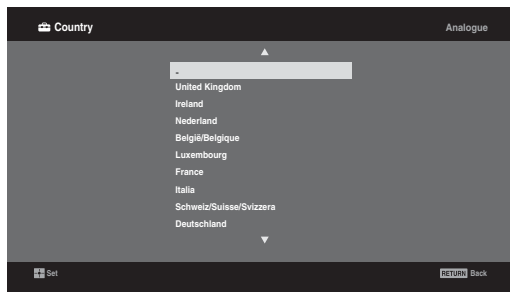 Country
Analogue
-
United Kingdom
Ireland
Nederland
België/Belgique
Luxembourg
France
Italia
Schweiz/Suisse/Svizzera
Deutschland
Set
RETURN Back